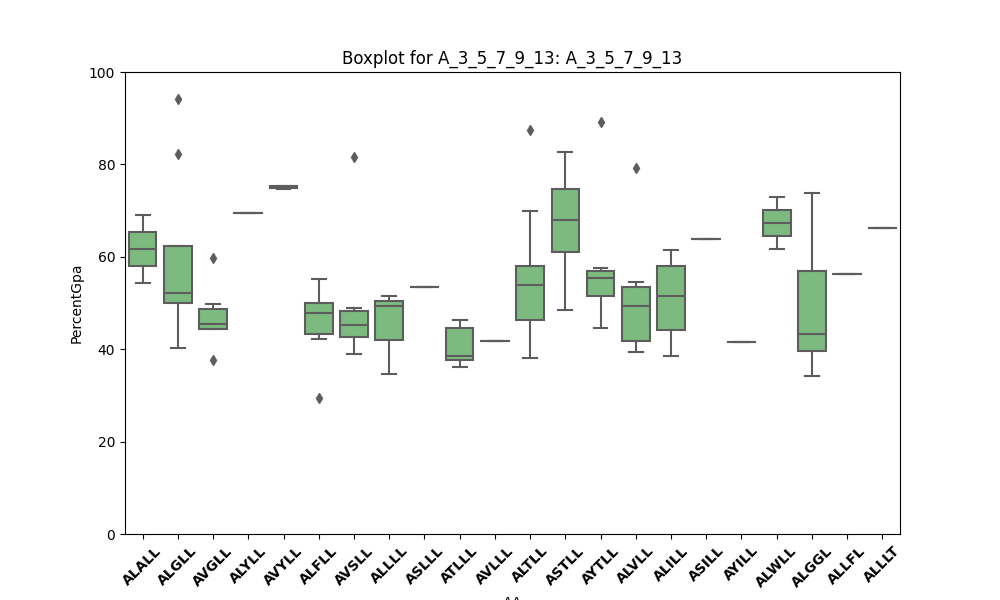 Boxplot for A_3_5_7_9_13: A_3_5_7_9_13
100
80
60
40
20
0
PercentGpa
ALALL
ALGLL
AVGLL
ALYLL
AVYLL
ALFLL
AVSLL
ALLLL
ASLLL
ATLLL
AVLLL
ALTLL
ASTLL
AYTLL
ALVLL
ALILL
ASILL
AYILL
ALWLL
ALGGL
ALLFL
ALLLT